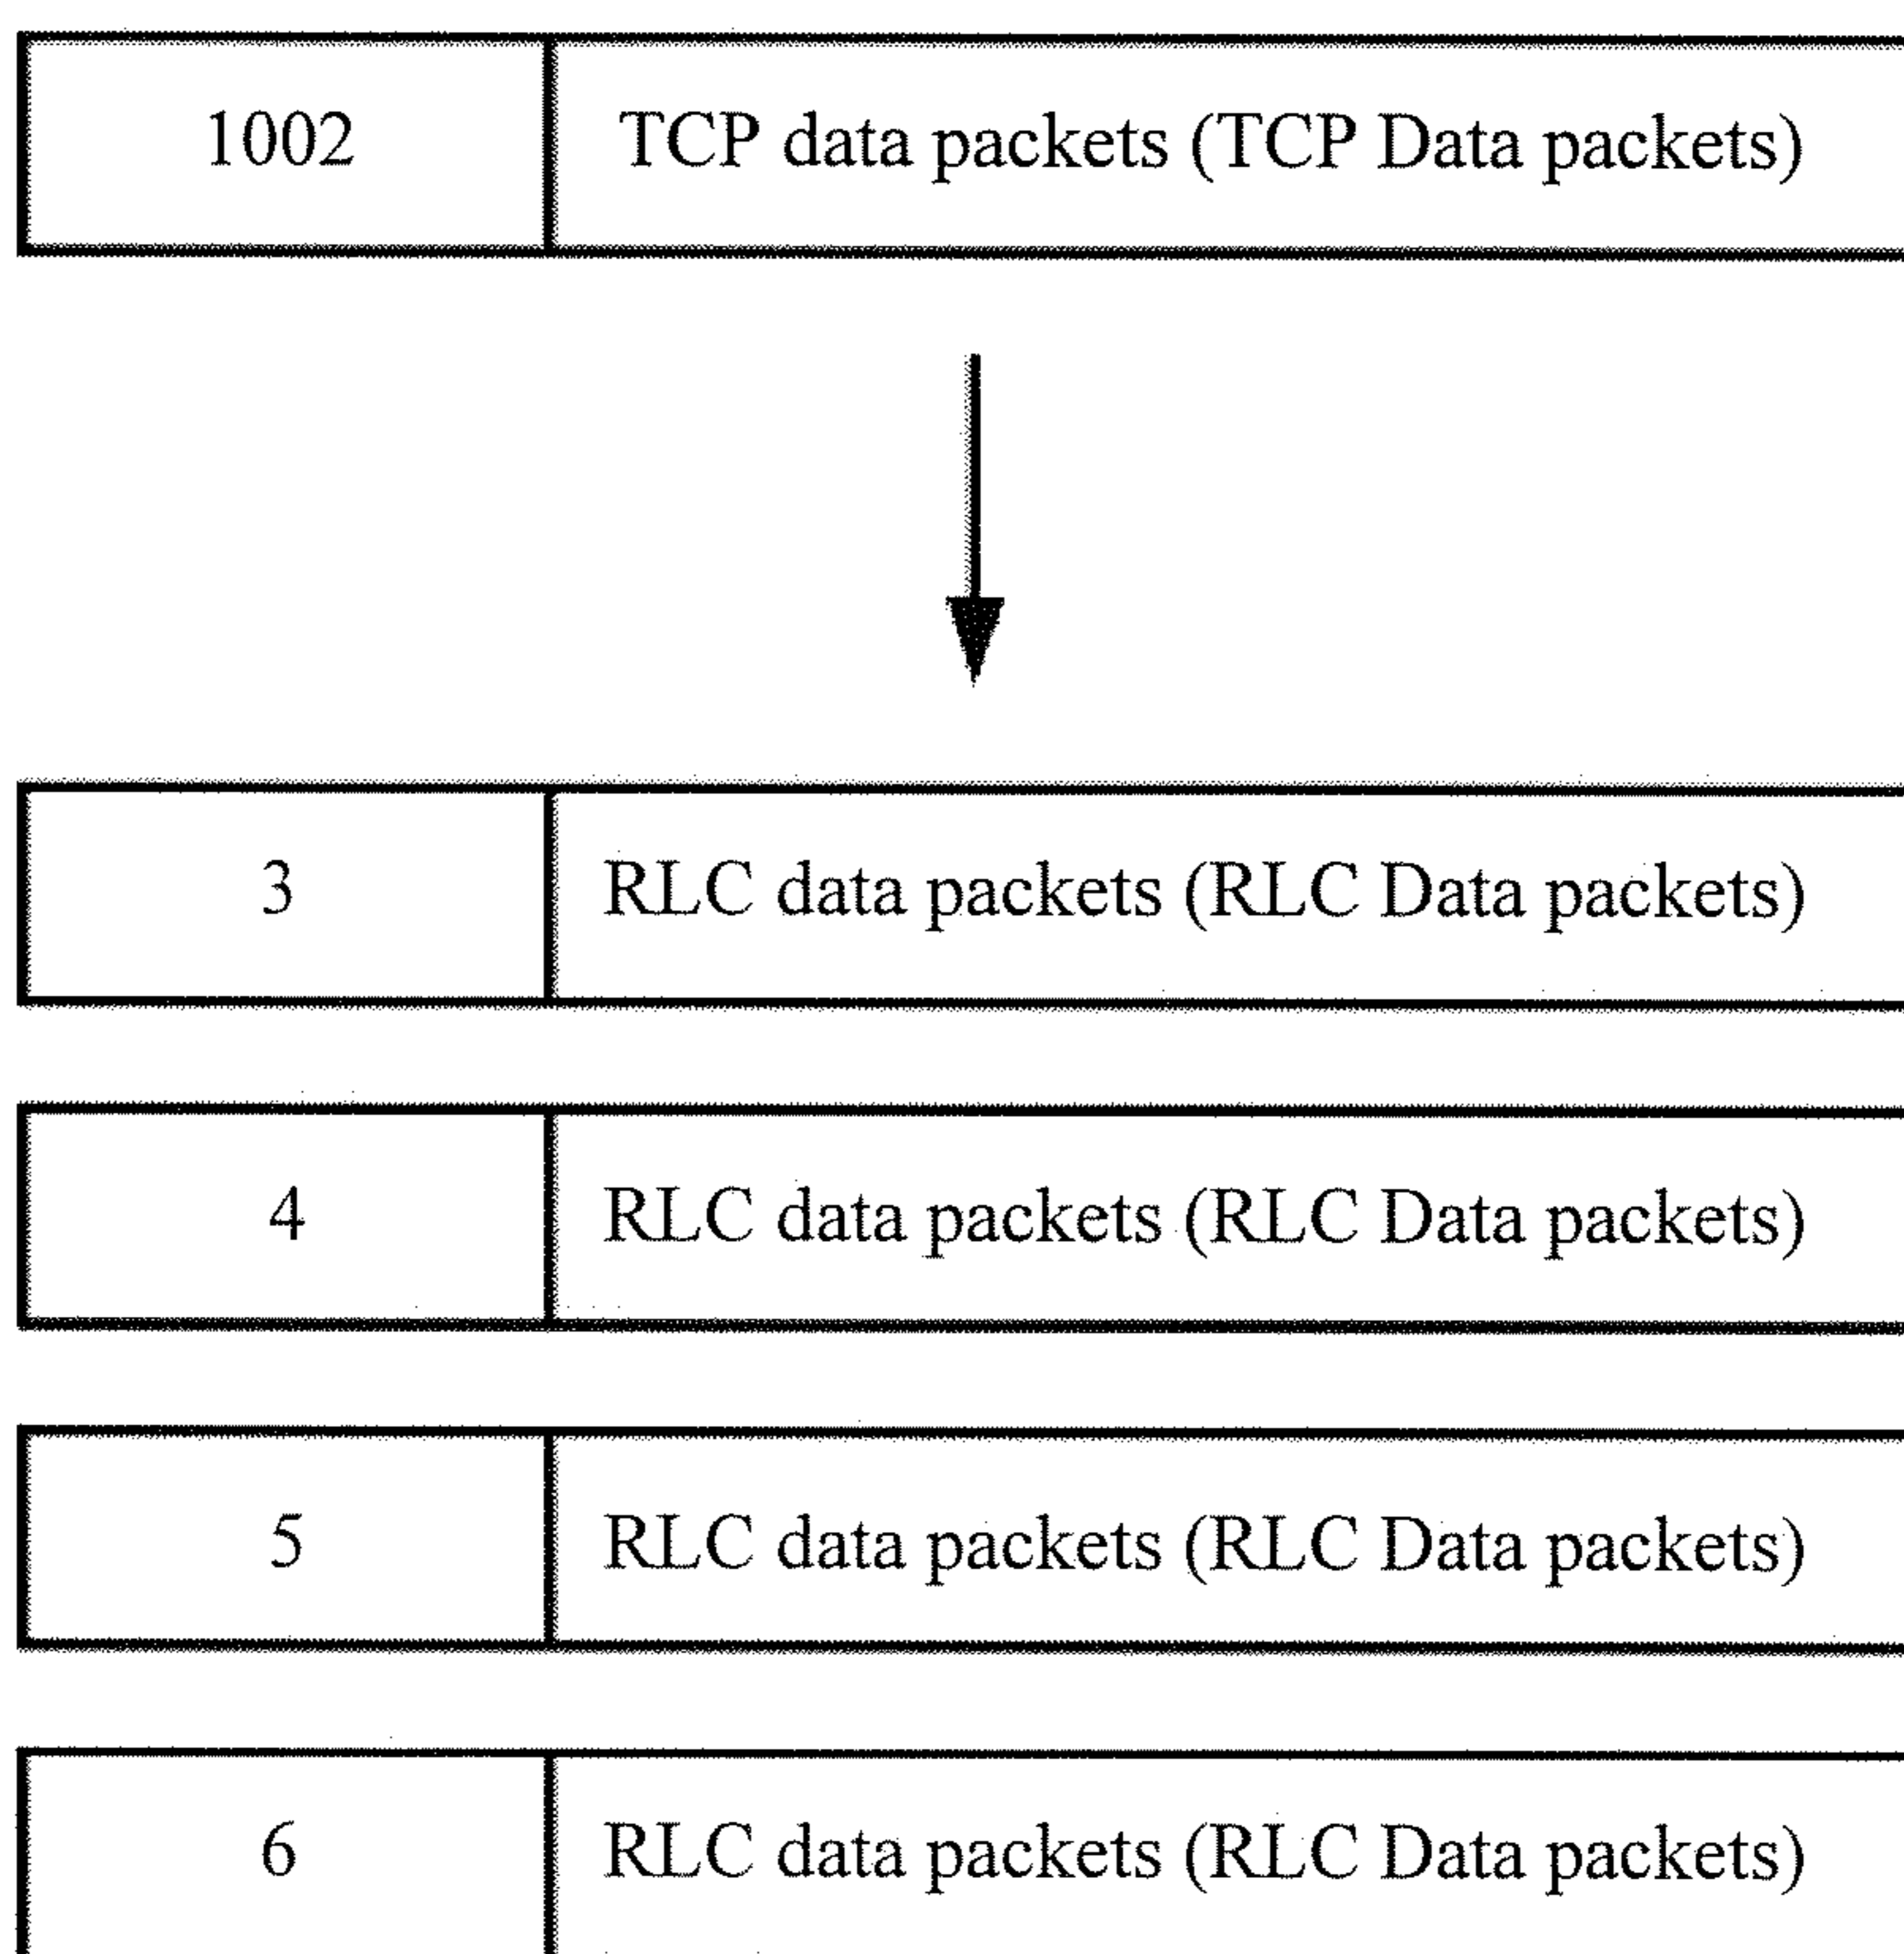 1002 TCP data packets (TCP Data packets)
3 RLC data packets (RLC Data packets)
4 RLC data packets (RLC Data packets)
5 RLC data packets (RLC Data packets)
6 RLC data packets (RLC Data packets)